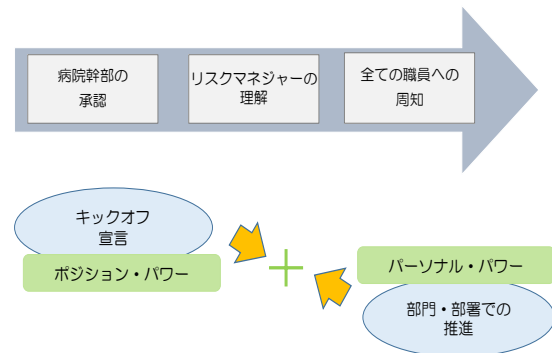 病院幹部の
承認
リスクマネジャーの
理解
全ての職員への
周知
キックオフ
宣言
ポジション・パワー
パーソナル・パワー
部門・部署での
推進